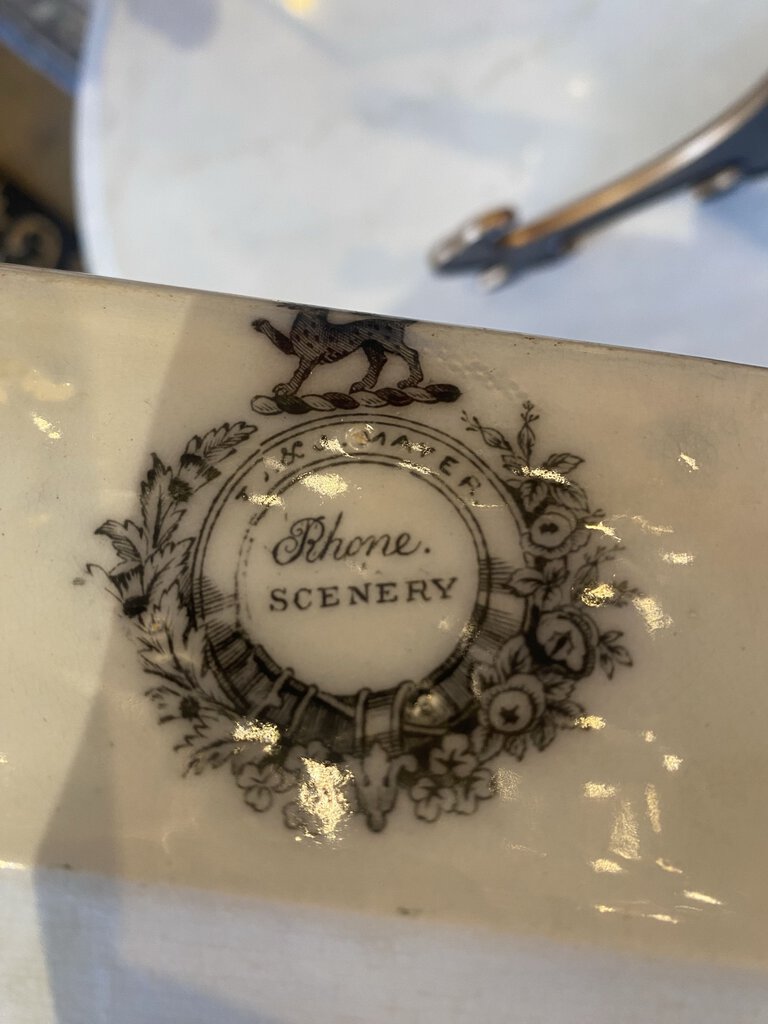 & J. MAYER
Rhone.
SCENERY